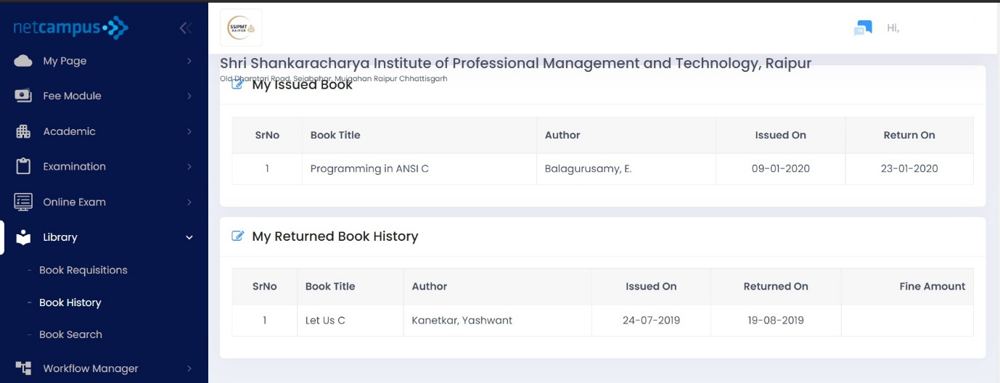 netcampus
My Page
Fee Module
Academic
Examination
Online Exam
Library
- Book Requisitions
- Book History
- Book Search
Workflow Manager
SSIPMT
RAIPUR
Hi,
Shri Shankaracharya Institute of Professional Management and Technology, Raipur
Old Dhamtari Road, Sejabahar, Mujgahan Raipur Chhattisgarh
My Issued Book
SrNo Book Title Author Issued On Return On
1 Programming in ANSI C Balagurusamy, E. 09-01-2020 23-01-2020
My Returned Book History
SrNo Book Title Author Issued On Returned On Fine Amount
1 Let Us C Kanetkar, Yashwant 24-07-2019 19-08-2019